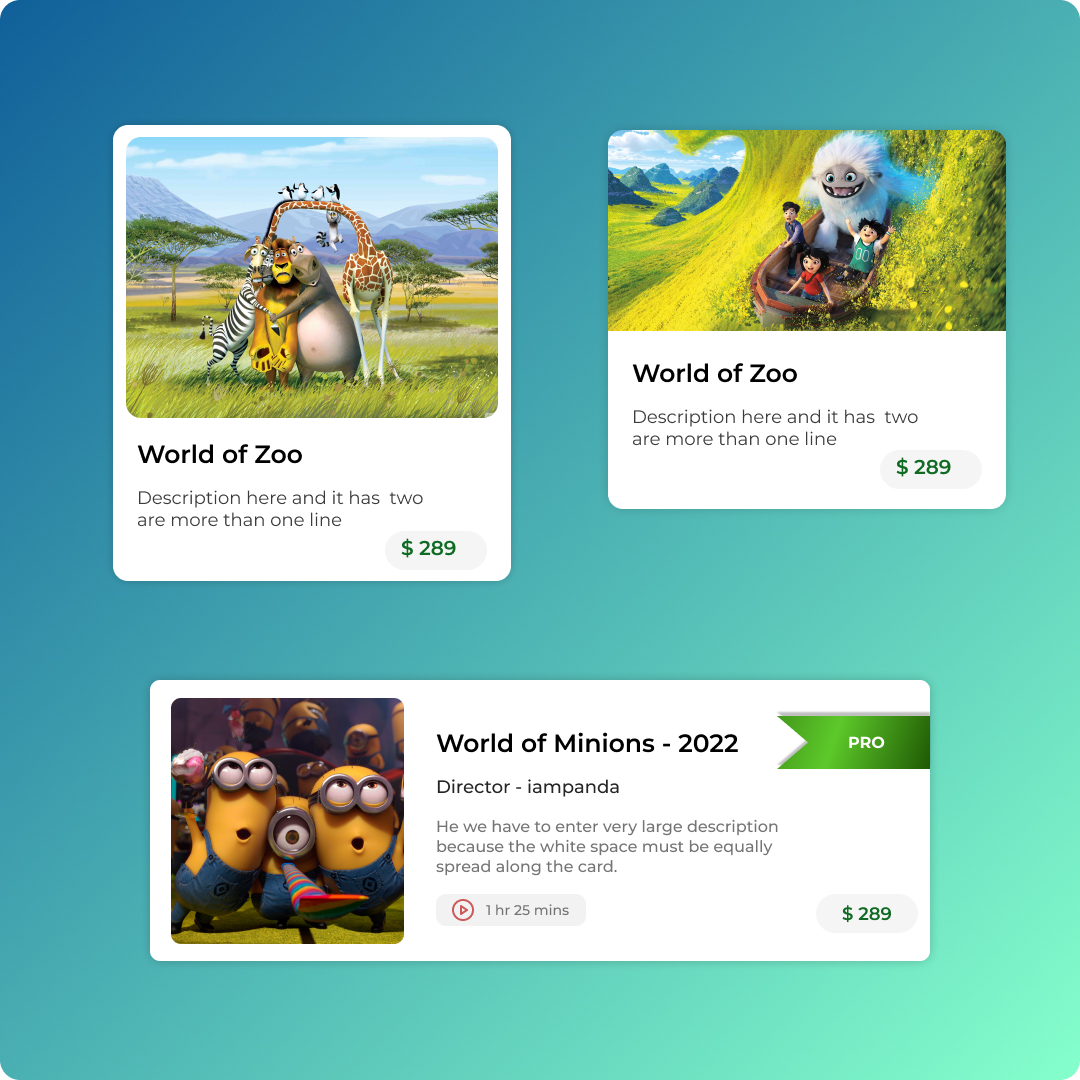 World of Zoo
Description here and it has  two
are more than one line
$ 289
World of Zoo
Description here and it has  two
are more than one line
$ 289
World of Minions - 2022
PRO
Director - iampanda
He we have to enter very large description
because the white space must be equally
spread along the card.
1 hr 25 mins
$ 289